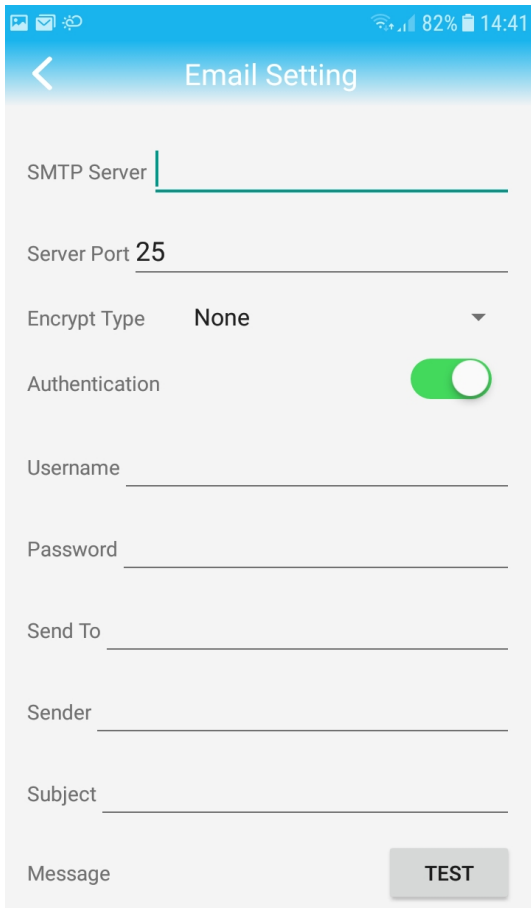 82% 14:41
Email Setting
SMTP Server
Server Port 25
Encrypt Type None
Authentication
Username
Password
Send To
Sender
Subject
Message TEST